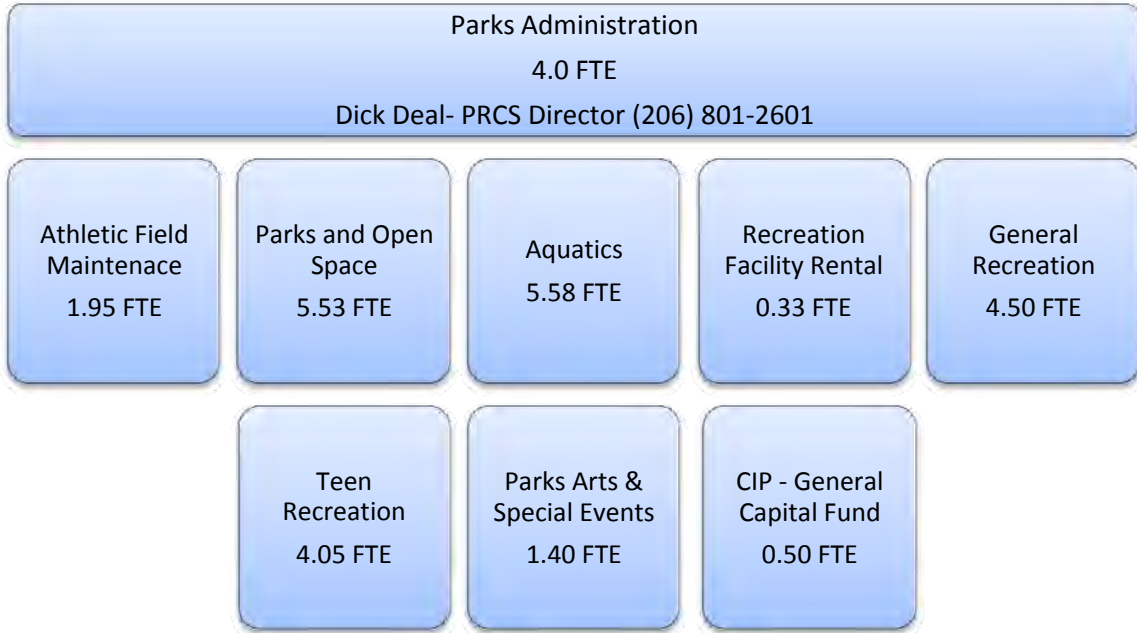 Parks Administration
4.0 FTE
Dick Deal- PRCS Director (206) 801-2601
Athletic Field
Maintenace
1.95 FTE
Parks and Open
Space
5.53 FTE
Aquatics
5.58 FTE
Recreation
Facility Rental
0.33 FTE
General
Recreation
4.50 FTE
Teen
Recreation
4.05 FTE
Parks Arts &
Special Events
1.40 FTE
CIP - General
Capital Fund
0.50 FTE